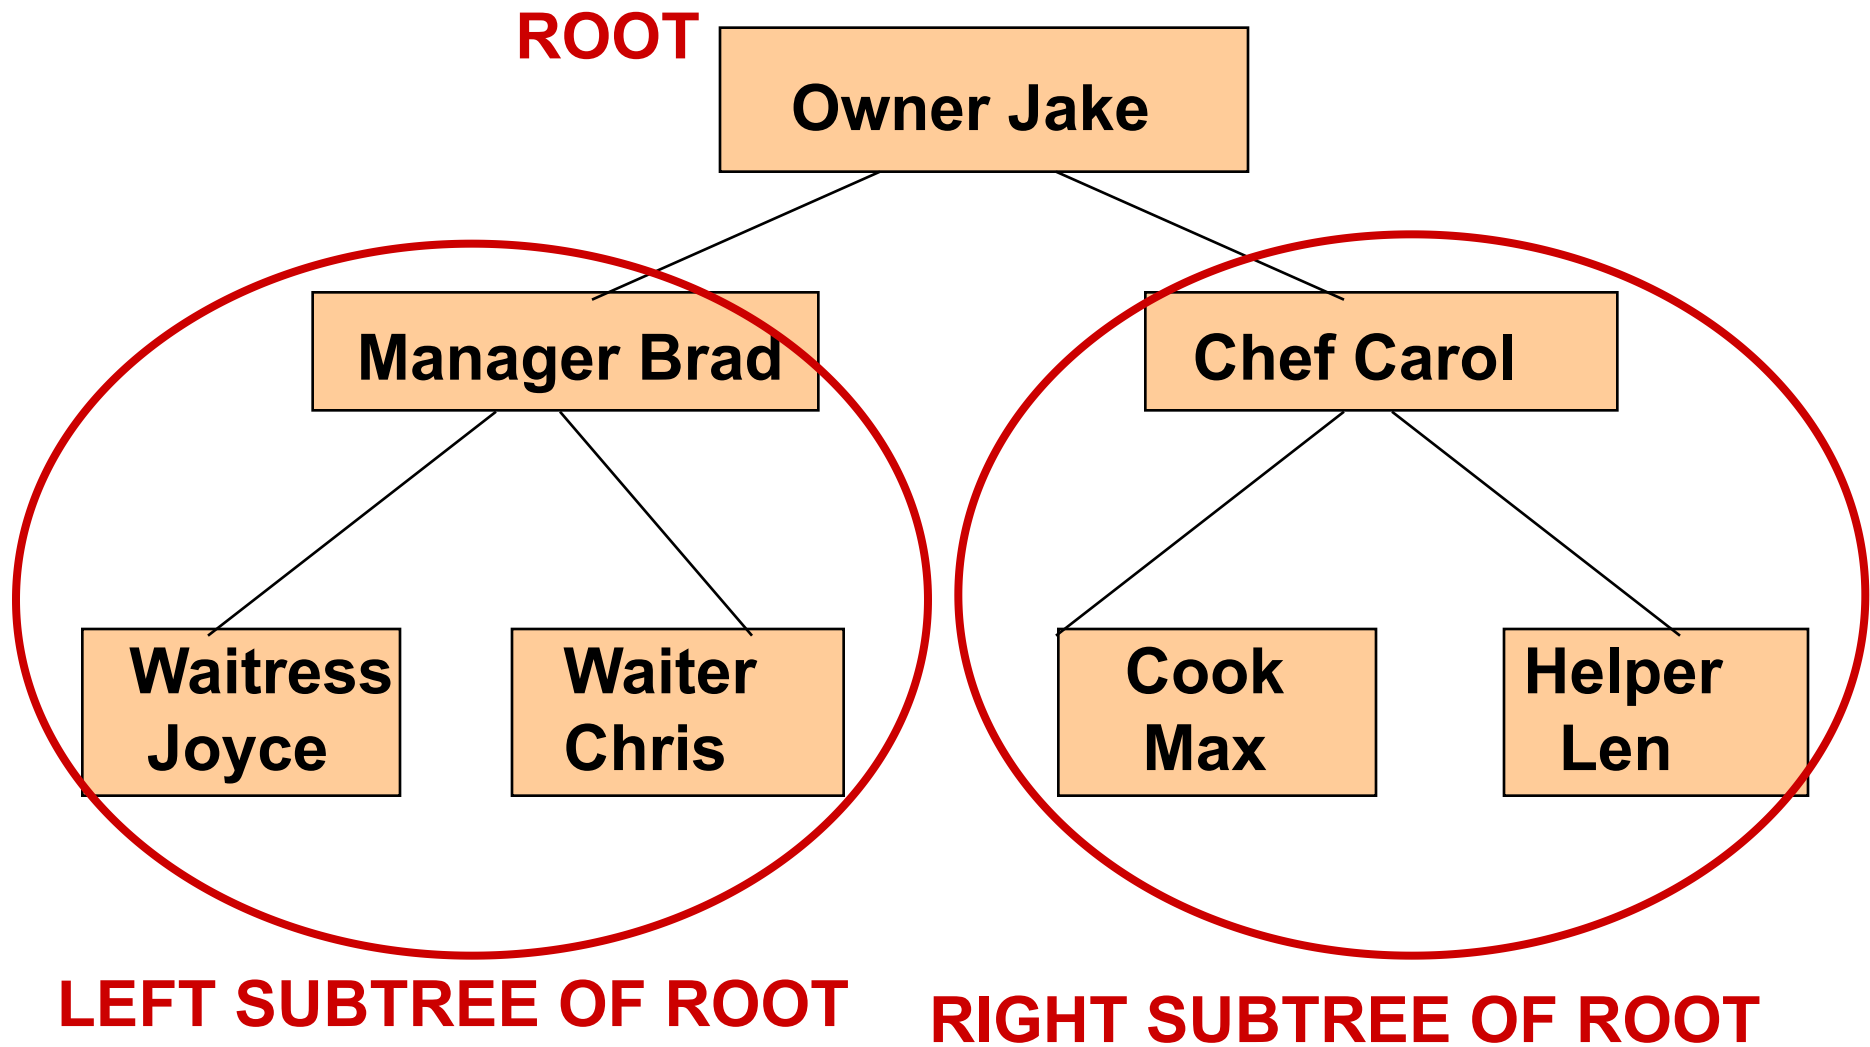 ROOT
Owner Jake
Manager Brad
Chef Carol
Waitress
Joyce
Waiter
Chris
Cook
Max
Helper
Len
LEFT SUBTREE OF ROOT
RIGHT SUBTREE OF ROOT